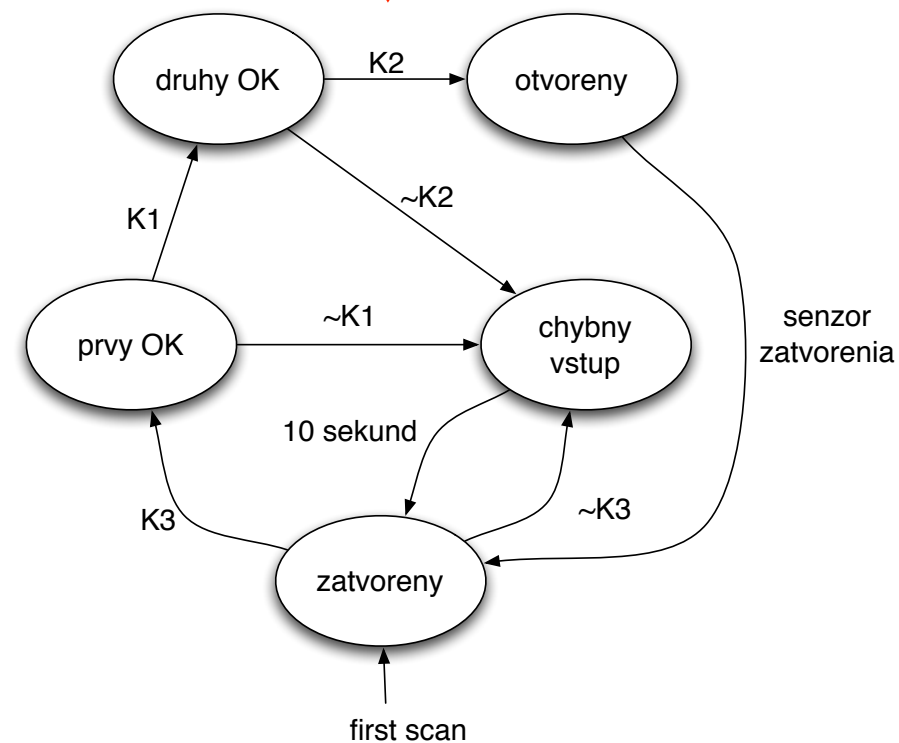 druhy OK
K2
otvoreny
~K2
K1
~K1
prvy OK
chybny
vstup
senzor
zatvorenia
10 sekund
K3
~K3
zatvoreny
first scan